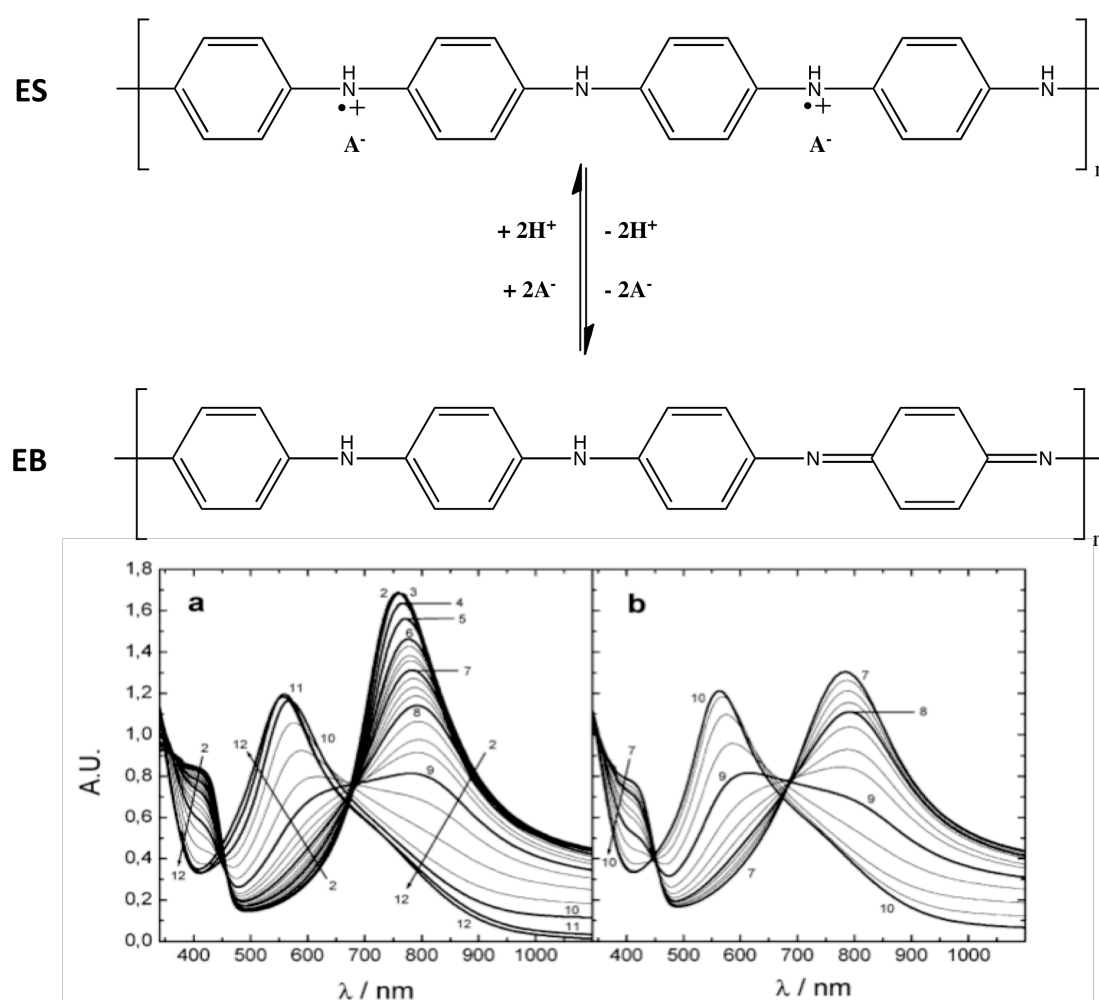 ES
H
N
•+
A-
H
N
H
N
•+
A-
H
N
n
+ 2H+
- 2H+
+ 2A-
- 2A-
EB
H
N
H
N
N
N
n
1,8
1,6
1,4
1,2
1,0
0,8
0,6
0,4
0,2
0,0
A.U.
a
2
3
4
5
6
7
8
9
10
11
12
2
12
2
2
12
10
11
12
400
500
600
700
800
900
1000
λ / nm
b
7
8
9
9
10
7
10
7
10
400
500
600
700
800
900
1000
λ / nm